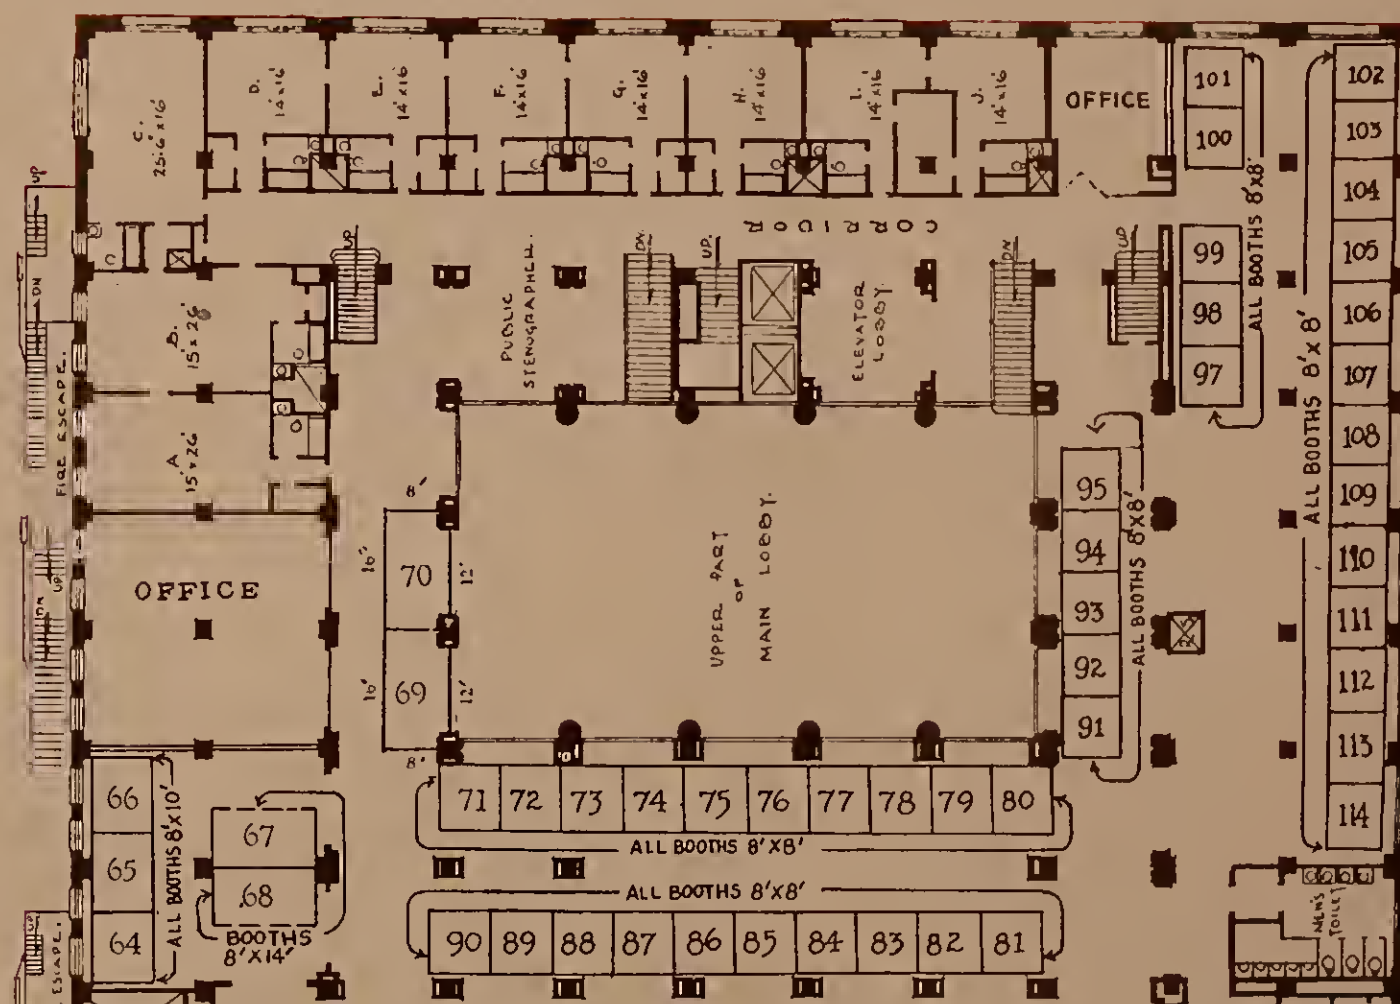 C.
25'-6" x 16'
D.
14' x 16'
E.
14' x 16'
F.
14' x 16'
G.
14' x 16'
H.
14' x 16'
I.
14' x 16'
J.
14' x 16'
OFFICE
101
100
ALL BOOTHS 8'X8'
99
98
97
102
103
104
105
106
107
108
109
110
111
112
113
114
ALL BOOTHS 8'X8'
UP
DN
FIRE ESCAPE.
CORRIDOR
UP
PUBLIC
STENOGRAPHER.
DN.
UP.
ELEVATOR
LOBBY.
DN
UP
B.
15' x 26'
A
15' x 26'
OFFICE
DN
UP
8'
16'
70
12'
16'
69
12'
8'
UPPER PART
OF
MAIN LOBBY.
95
94
93
92
91
ALL BOOTHS 8'X8'
66
65
64
ALL BOOTHS 8'X10'
67
68
BOOTHS
8'X14'
71
72
73
74
75
76
77
78
79
80
ALL BOOTHS 8'X8'
ALL BOOTHS 8'X8'
90
89
88
87
86
85
84
83
82
81
MEN'S
TOILET
UP
ESCAPE.